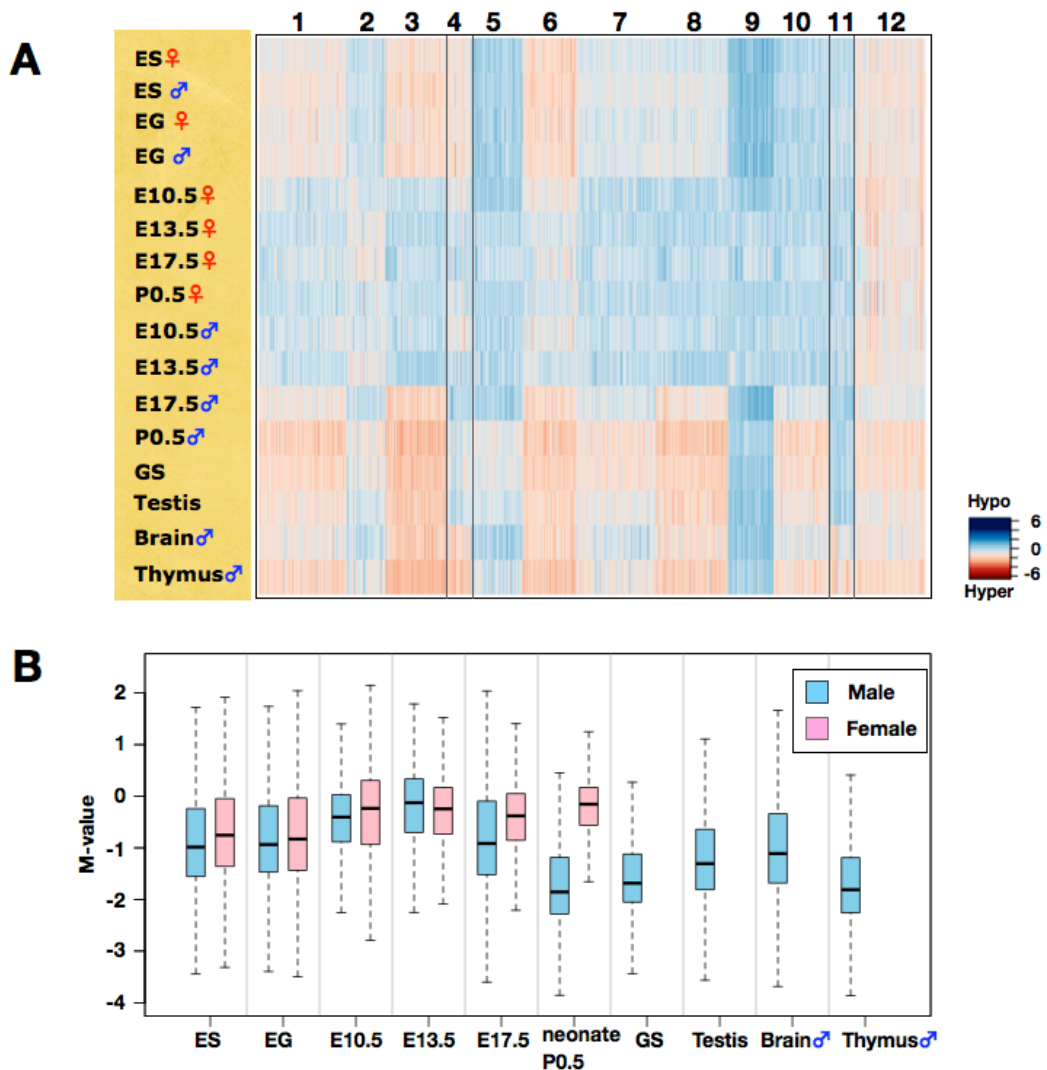 1 2 3 4 5 6 7 8 9 10 11 12
A
ES♀
ES ♂
EG ♀
EG ♂
E10.5♀
E13.5♀
E17.5♀
P0.5♀
E10.5♂
E13.5♂
E17.5♂
P0.5♂
GS
Testis
Brain♂
Thymus♂
Hypo
6
0
-6
Hyper
B
M-value
2
1
0
-1
-2
-3
-4
Male
Female
ES EG E10.5 E13.5 E17.5 neonate GS Testis Brain♂ Thymus♂
P0.5